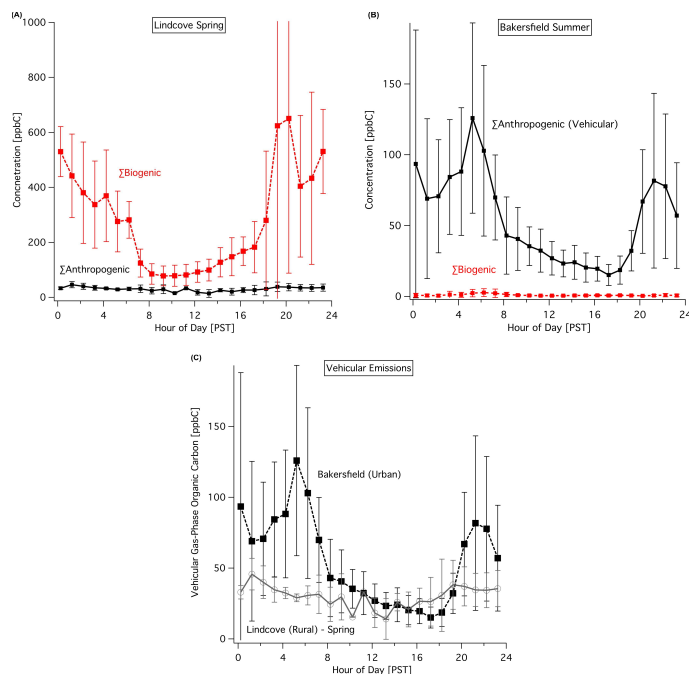 (A)
Lindcove Spring
1000
800
600
400
200
0
Concnetration [ppbC]
∑Biogenic
∑Anthropogenic
0 4 8 12 16 20 24
Hour of Day [PST]
(B)
Bakersfield Summer
150
100
50
0
Concentration [ppbC]
∑Anthropogenic (Vehicular)
∑Biogenic
0 4 8 12 16 20 24
Hour of Day [PST]
(C)
Vehicular Emissions
150
100
50
0
Vehicular Gas-Phase Organic Carbon [ppbC]
Bakersfield (Urban)
Lindcove (Rural) - Spring
0 4 8 12 16 20 24
Hour of Day [PST]